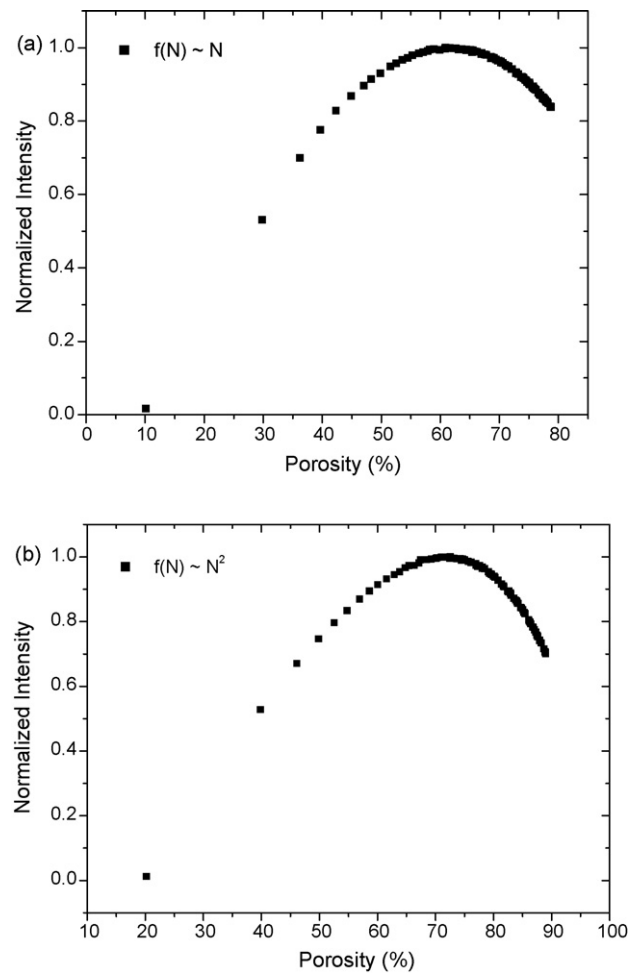 (a)
f(N) ~ N
1.0
0.8
0.6
0.4
0.2
0.0
Normalized Intensity
0 10 20 30 40 50 60 70 80
Porosity (%)
(b)
f(N) ~ N²
1.0
0.8
0.6
0.4
0.2
0.0
Normalized Intensity
10 20 30 40 50 60 70 80 90 100
Porosity (%)